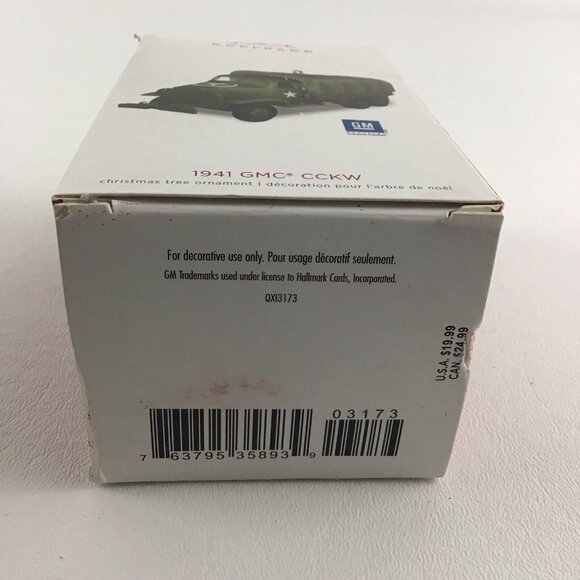 KEEPSAKE
GM
1941 GMC® CCKW
christmas tree ornament | décoration pour l'arbre de noël
For decorative use only. Pour usage décoratif seulement.
GM Trademarks used under license to Hallmark Cards, Incorporated.
QXI3173
U.S.A. $19.99
CAN. $24.99
03173
7 63795 35893 9